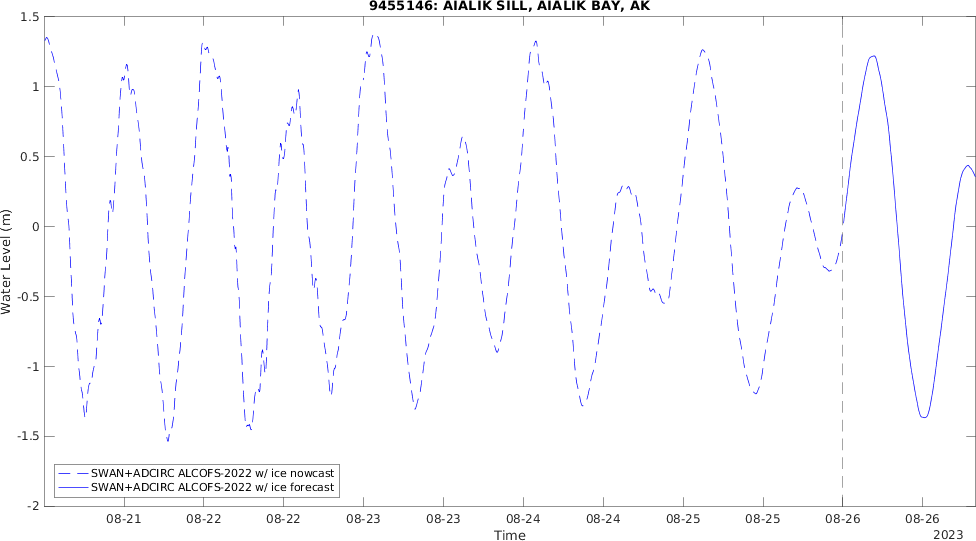 9455146: AIALIK SILL, AIALIK BAY, AK
Water Level (m)
1.5
1
0.5
0
-0.5
-1
-1.5
-2
SWAN+ADCIRC ALCOFS-2022 w/ ice nowcast
SWAN+ADCIRC ALCOFS-2022 w/ ice forecast
08-21 08-22 08-22 08-23 08-23 08-24 08-24 08-25 08-25 08-26 08-26
Time
2023